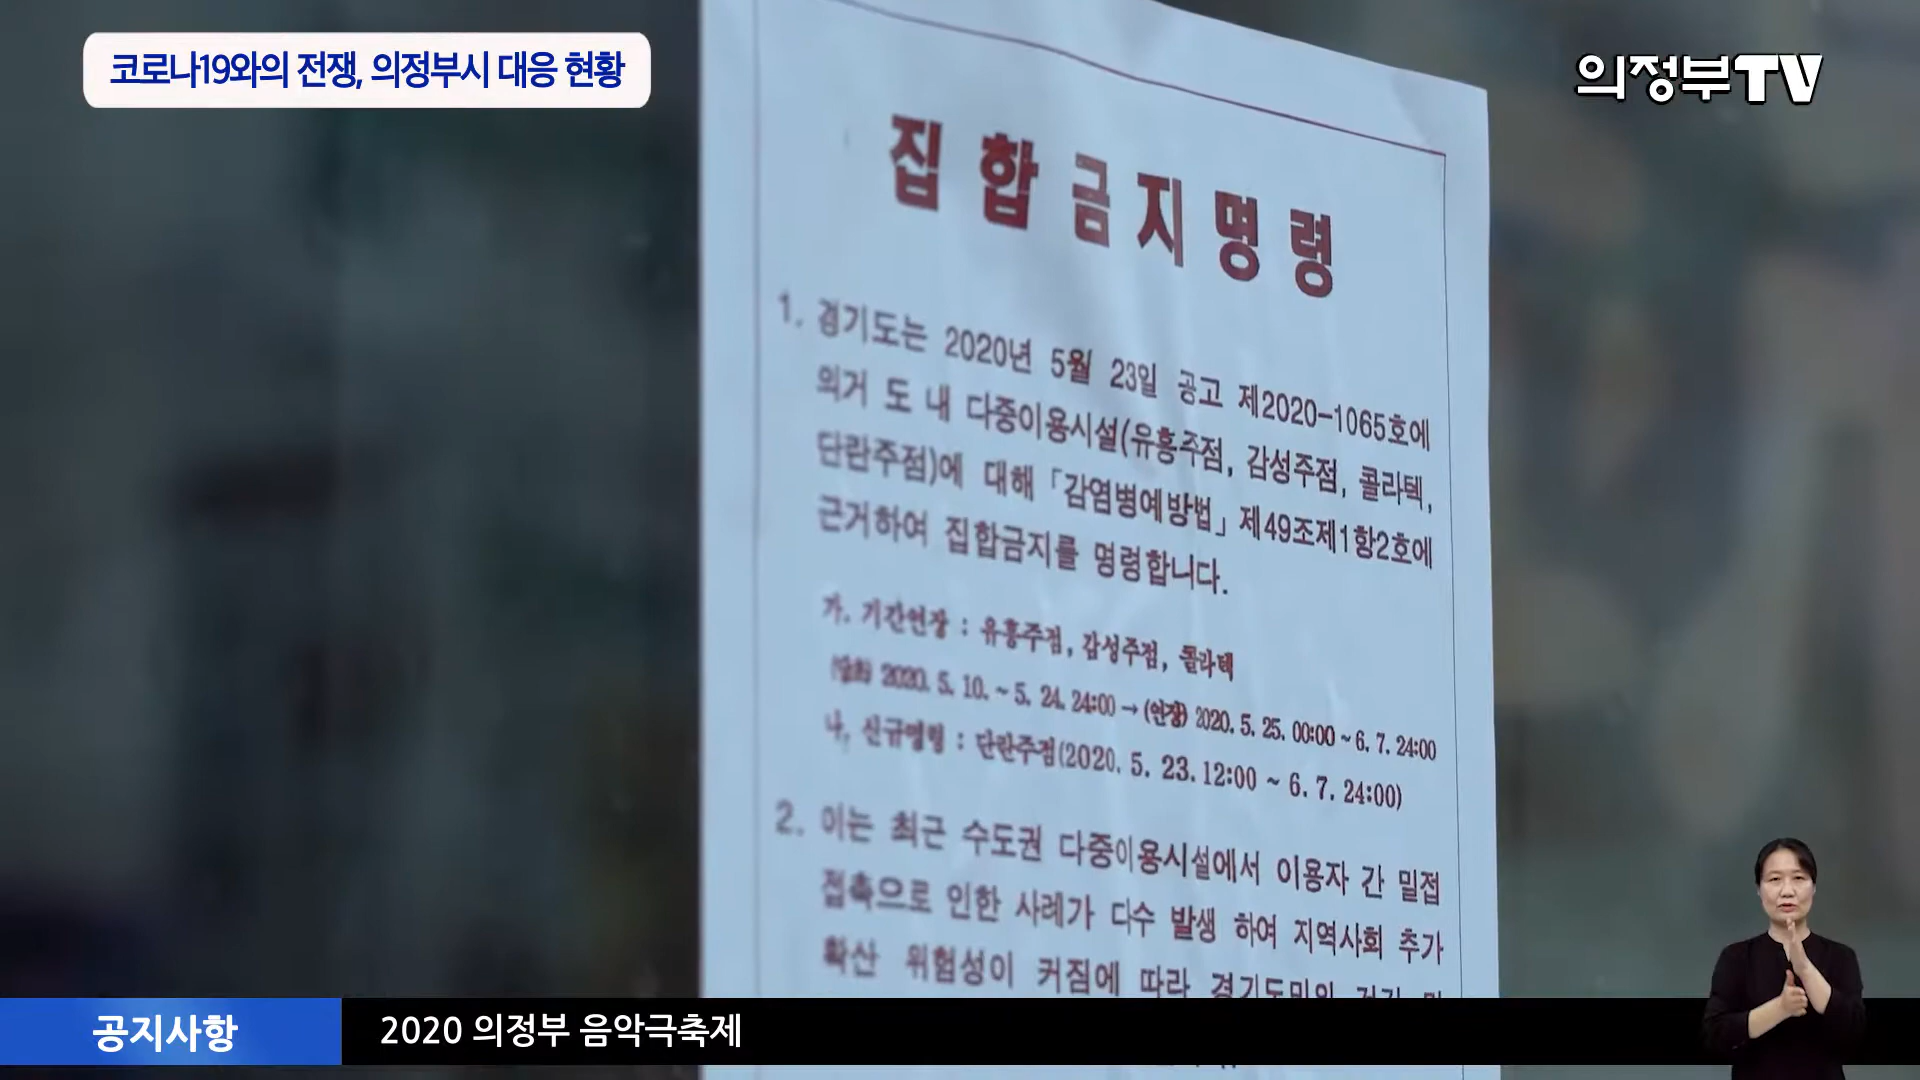 코로나19와의 전쟁, 의정부시 대응 현황
의정부TV
집합금지명령
1. 경기도는 2020년 5월 23일 공고 제2020-1065호에
의거 도 내 다중이용시설(유흥주점, 감성주점, 콜라텍,
단란주점)에 대해 「감염병예방법」 제49조제1항2호에
근거하여 집합금지를 명령합니다.
가. 기간연장 : 유흥주점, 감성주점, 콜라텍
2020. 5. 10. ~ 5. 24. 24:00 → (연장) 2020. 5. 25. 00:00 ~ 6. 7. 24:00
나. 신규명령 : 단란주점(2020. 5. 23. 12:00 ~ 6. 7. 24:00)
2. 이는 최근 수도권 다중이용시설에서 이용자 간 밀접
접촉으로 인한 사례가 다수 발생 하여 지역사회 추가
확산 위험성이 커짐에 따라 경기도민의
공지사항
2020 의정부 음악극축제